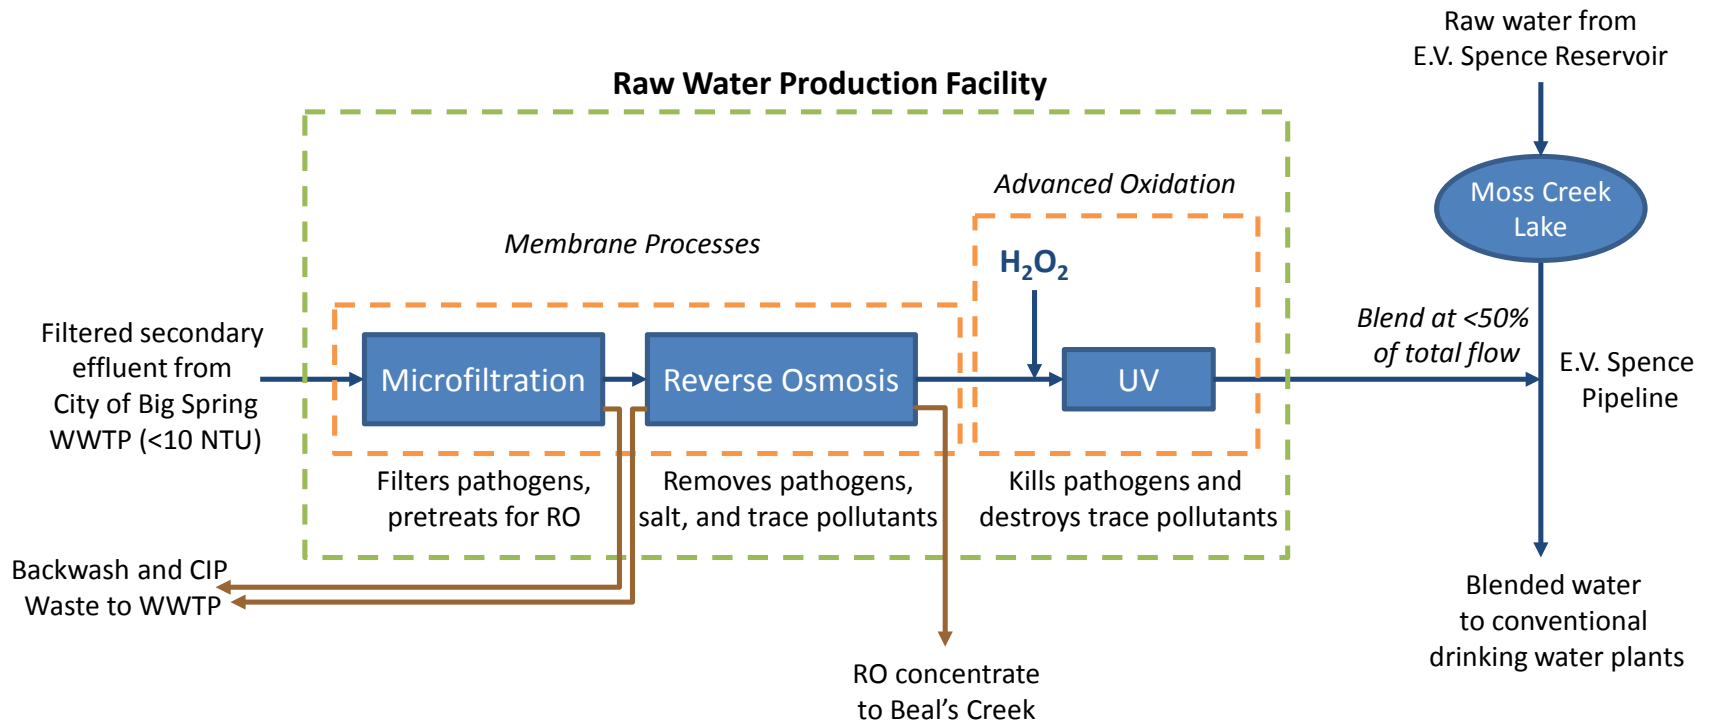 Raw water from
E.V. Spence Reservoir
Raw Water Production Facility
Advanced Oxidation
Moss Creek
Lake
Membrane Processes
H₂O₂
Filtered secondary
effluent from
City of Big Spring
WWTP (<10 NTU)
Microfiltration
Reverse Osmosis
UV
Blend at <50%
of total flow
E.V. Spence
Pipeline
Filters pathogens,
pretreats for RO
Removes pathogens,
salt, and trace pollutants
Kills pathogens and
destroys trace pollutants
Backwash and CIP
Waste to WWTP
RO concentrate
to Beal’s Creek
Blended water
to conventional
drinking water plants